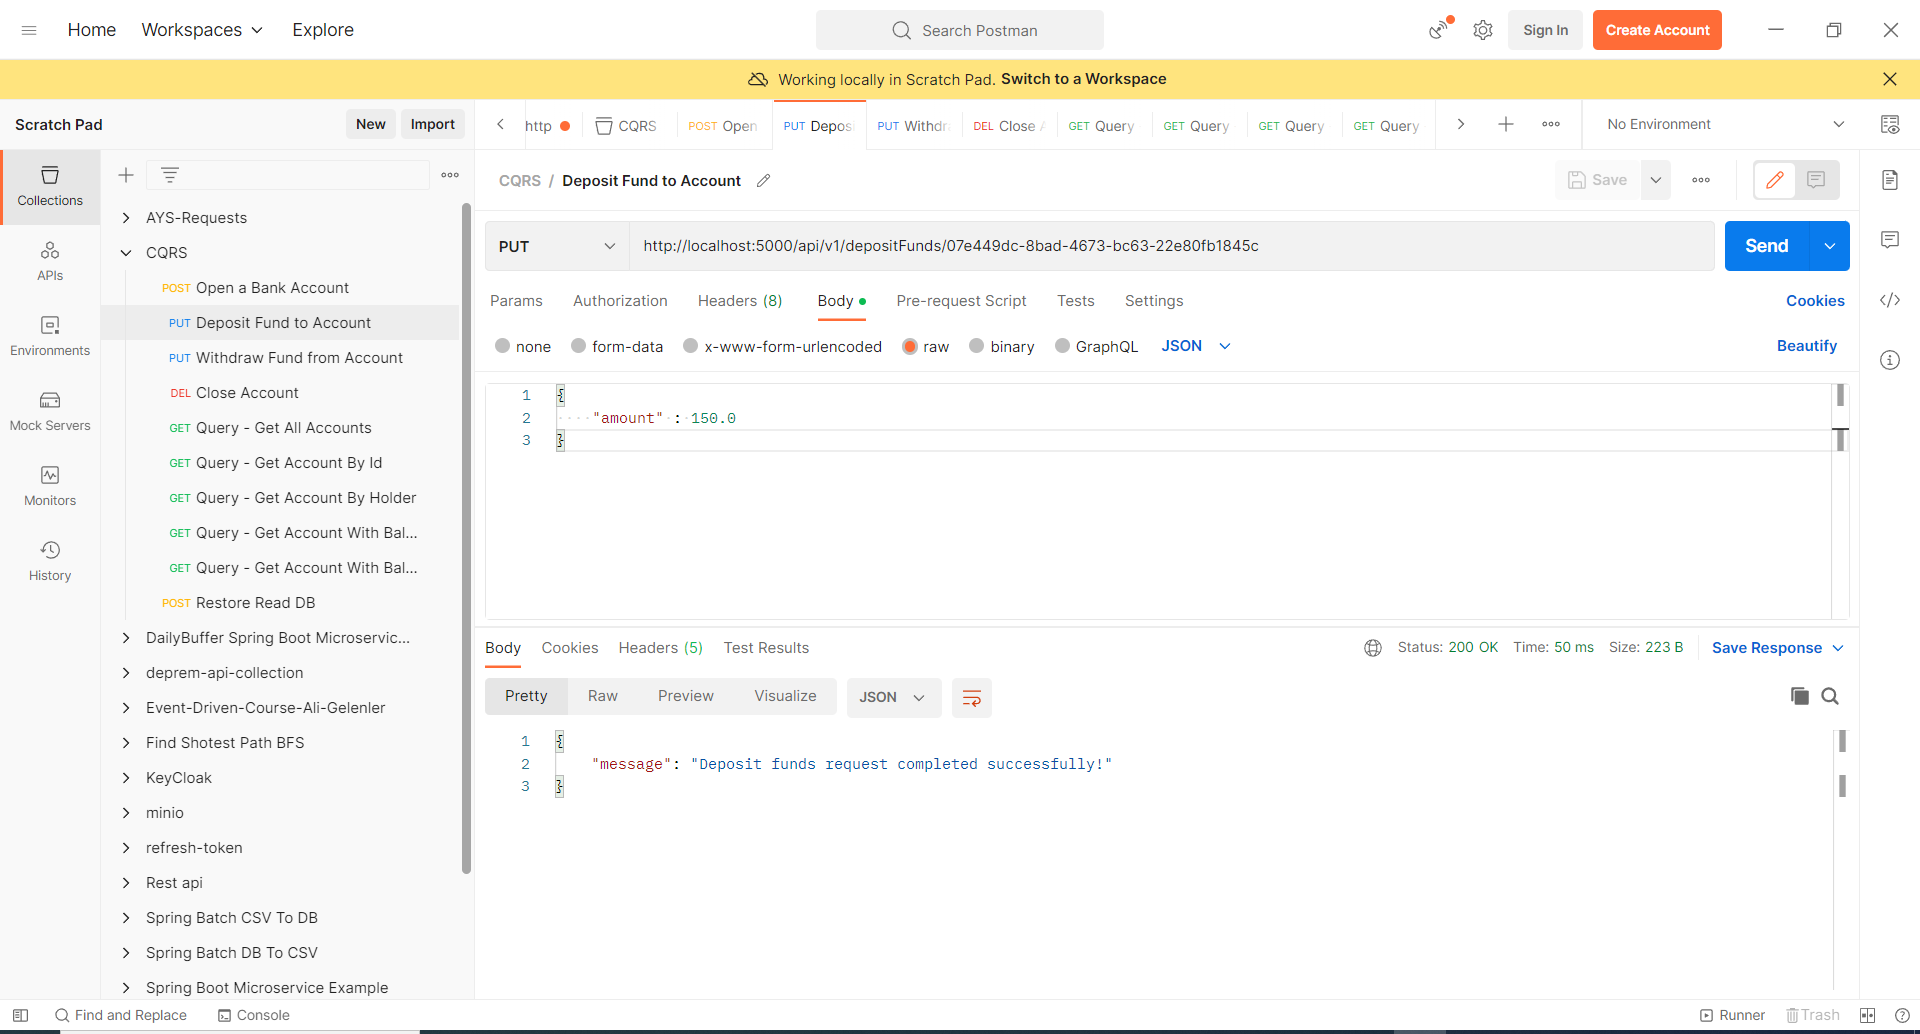 Home Workspaces Explore Search Postman Sign In Create Account
Working locally in Scratch Pad. Switch to a Workspace
Scratch Pad New Import
http CQRS POST Open PUT Depos PUT Withdr DEL Close GET Query GET Query GET Query GET Query No Environment
Collections
APIs
Environments
Mock Servers
Monitors
History
AYS-Requests
CQRS
POST Open a Bank Account
PUT Deposit Fund to Account
PUT Withdraw Fund from Account
DEL Close Account
GET Query - Get All Accounts
GET Query - Get Account By Id
GET Query - Get Account By Holder
GET Query - Get Account With Bal...
GET Query - Get Account With Bal...
POST Restore Read DB
DailyBuffer Spring Boot Microservic...
deprem-api-collection
Event-Driven-Course-Ali-Gelenler
Find Shotest Path BFS
KeyCloak
minio
refresh-token
Rest api
Spring Batch CSV To DB
Spring Batch DB To CSV
Spring Boot Microservice Example
CQRS / Deposit Fund to Account Save
PUT http://localhost:5000/api/v1/depositFunds/07e449dc-8bad-4673-bc63-22e80fb1845c Send
Params Authorization Headers (8) Body Pre-request Script Tests Settings Cookies
none form-data x-www-form-urlencoded raw binary GraphQL JSON Beautify
1 {
2 "amount" : 150.0
3 }
Body Cookies Headers (5) Test Results Status: 200 OK Time: 50 ms Size: 223 B Save Response
Pretty Raw Preview Visualize JSON
1 {
2 "message": "Deposit funds request completed successfully!"
3 }
Find and Replace Console Runner Trash